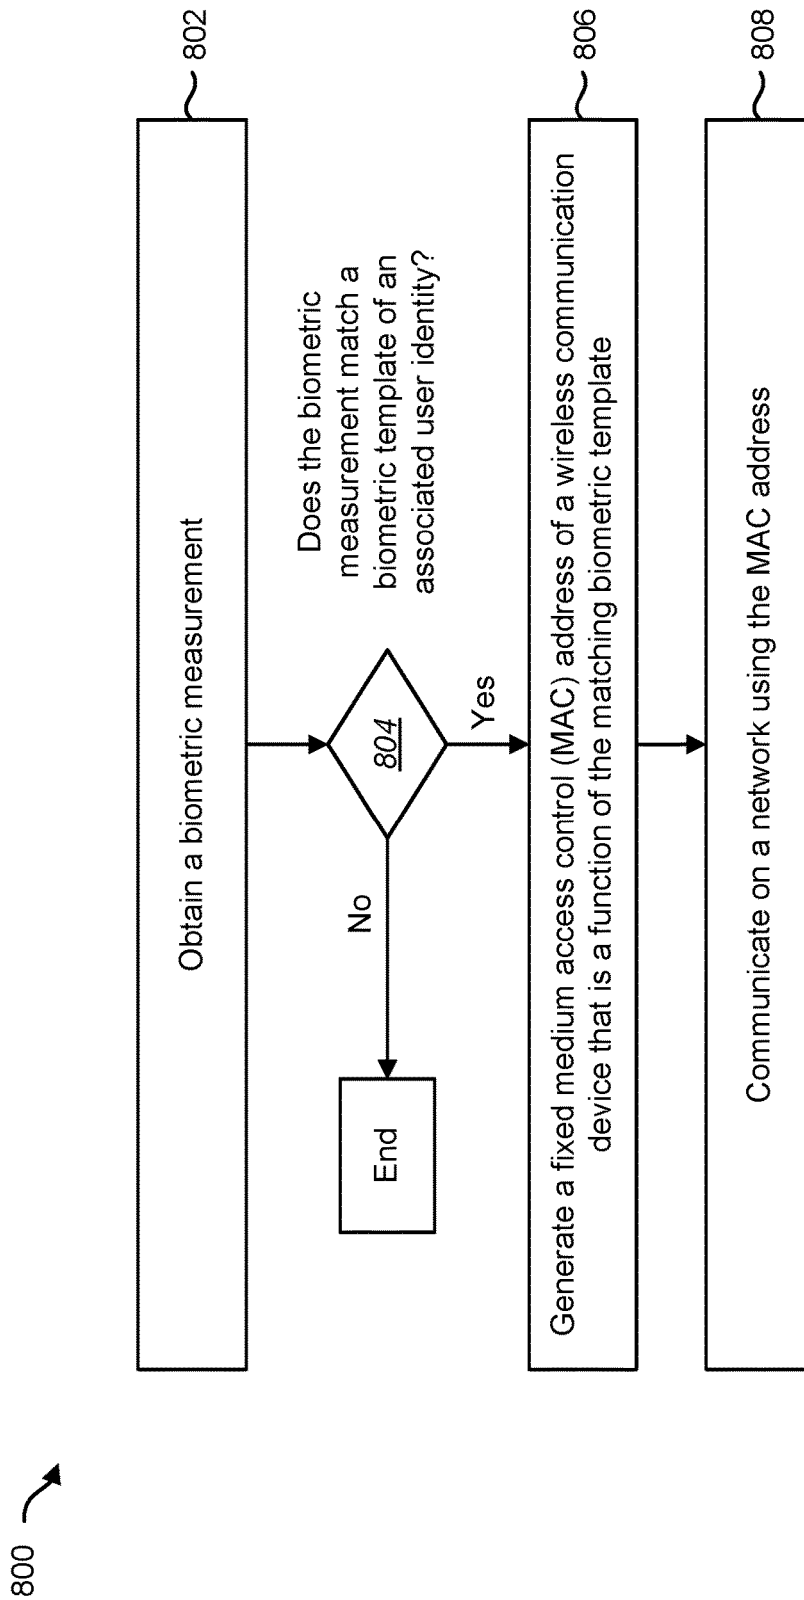 800
802
Obtain a biometric measurement
Does the biometric
measurement match a
biometric template of an
associated user identity?
804
No
End
Yes
806
Generate a fixed medium access control (MAC) address of a wireless communication
device that is a function of the matching biometric template
808
Communicate on a network using the MAC address